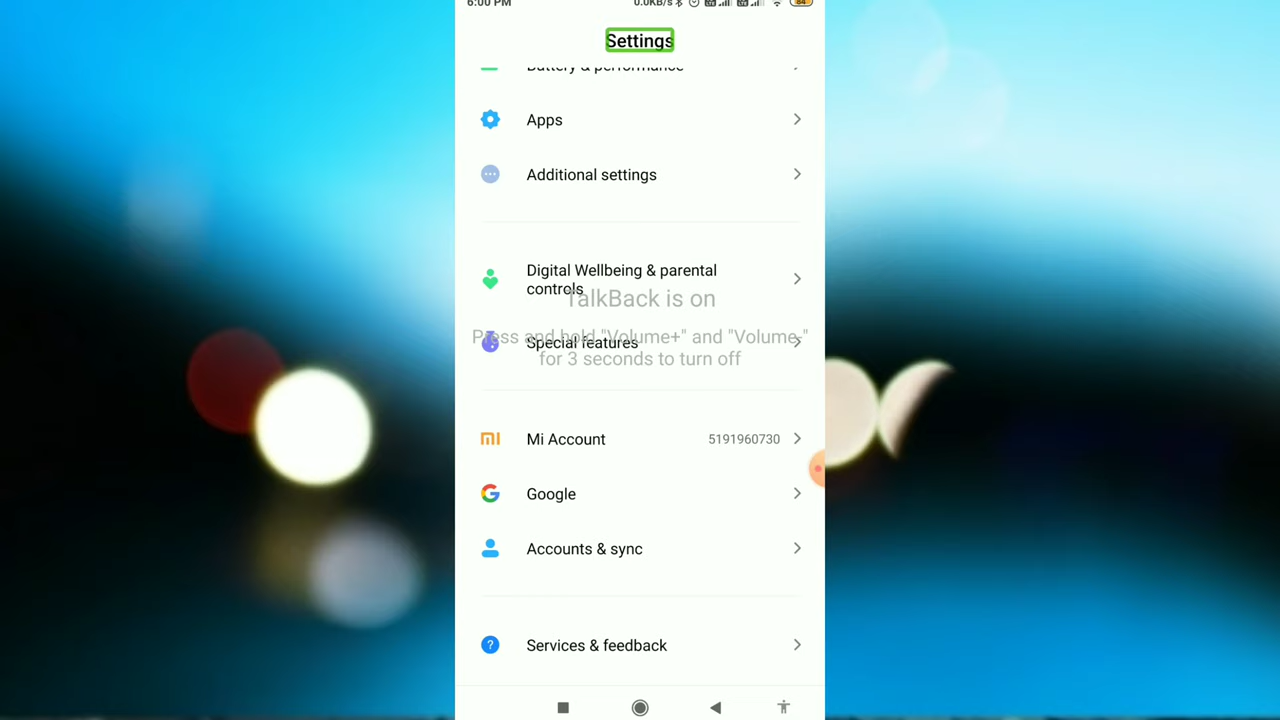 6:00 PM 0.0KB/s 84
Settings
Battery & performance
Apps
Additional settings
Digital Wellbeing & parental
controls
TalkBack is on
Press and hold "Volume+" and "Volume-"
for 3 seconds to turn off
Special features
Mi Account 5191960730
Google
Accounts & sync
Services & feedback